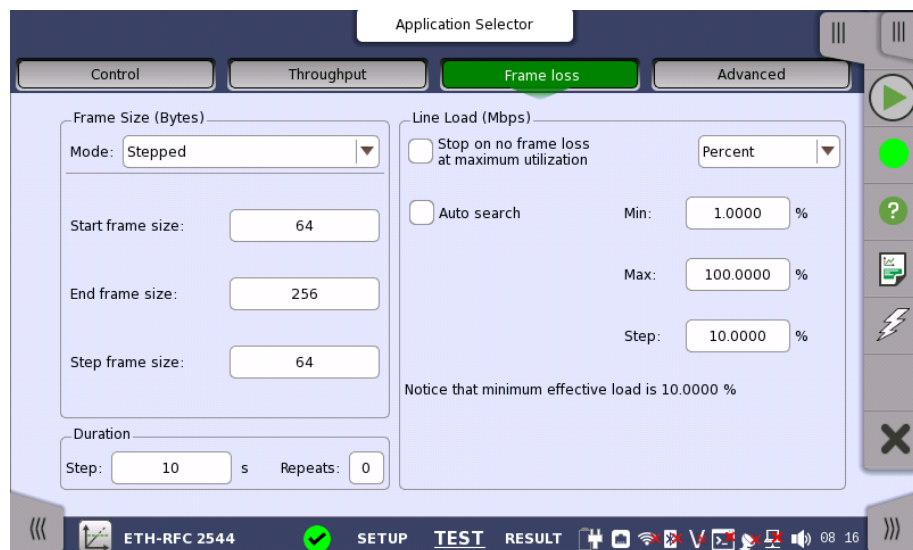 Application Selector
Control Throughput Frame loss Advanced
Frame Size (Bytes)
Mode: Stepped
Start frame size: 64
End frame size: 256
Step frame size: 64
Duration
Step: 10 s Repeats: 0
Line Load (Mbps)
Stop on no frame loss
at maximum utilization
Percent
Auto search Min: 1.0000 %
Max: 100.0000 %
Step: 10.0000 %
Notice that minimum effective load is 10.0000 %
ETH-RFC 2544 SETUP TEST RESULT 08 16